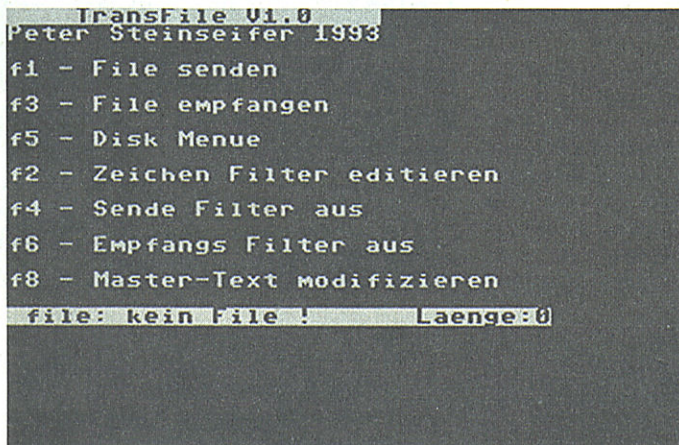 TransFile V1.0
Peter Steinseifer 1993
f1 - File senden
f3 - File empfangen
f5 - Disk Menue
f2 - Zeichen Filter editieren
f4 - Sende Filter aus
f6 - Empfangs Filter aus
f8 - Master-Text modifizieren
file: kein File ! Laenge:0